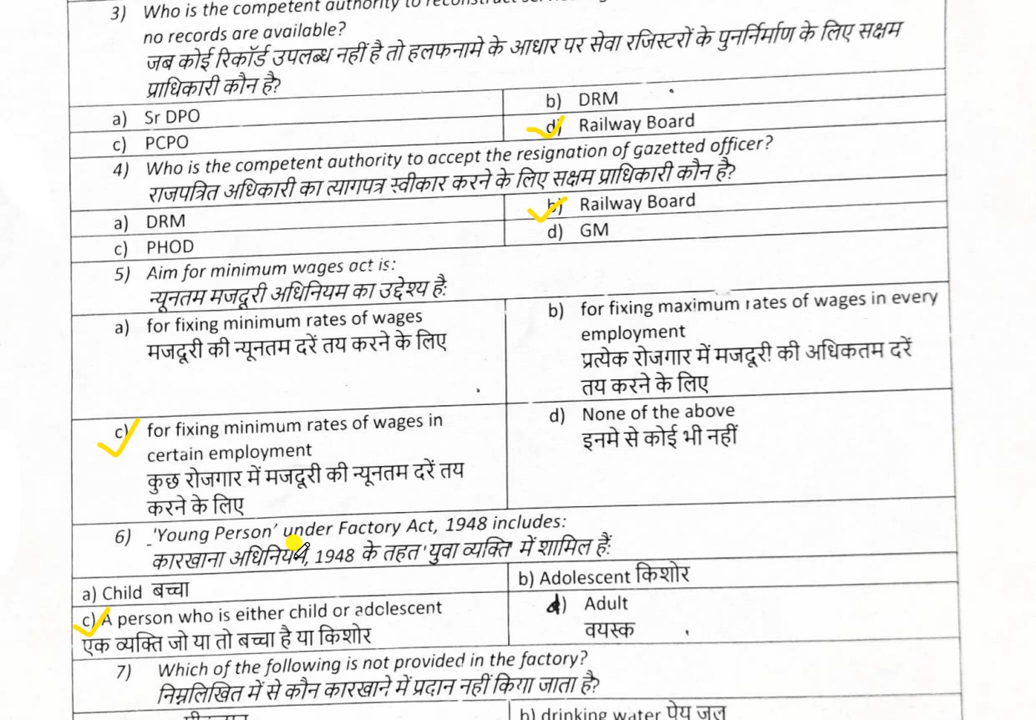 3) Who is the competent authority to
no records are available?
जब कोई रिकॉर्ड उपलब्ध नहीं है तो हलफनामे के आधार पर सेवा रजिस्टरों के पुनर्निर्माण के लिए सक्षम
प्राधिकारी कौन है?
a) Sr DPO
b) DRM
c) PCPO
d) Railway Board
4) Who is the competent authority to accept the resignation of gazetted officer?
राजपत्रित अधिकारी का त्यागपत्र स्वीकार करने के लिए सक्षम प्राधिकारी कौन है?
a) DRM
b) Railway Board
c) PHOD
d) GM
5) Aim for minimum wages act is:
न्यूनतम मजदूरी अधिनियम का उद्देश्य है:
a) for fixing minimum rates of wages
मजदूरी की न्यूनतम दरें तय करने के लिए
b) for fixing maximum rates of wages in every
employment
प्रत्येक रोजगार में मजदूरी की अधिकतम दरें
तय करने के लिए
c) for fixing minimum rates of wages in
certain employment
कुछ रोजगार में मजदूरी की न्यूनतम दरें तय
करने के लिए
d) None of the above
इनमे से कोई भी नहीं
6) 'Young Person' under Factory Act, 1948 includes:
कारखाना अधिनियम, 1948 के तहत 'युवा व्यक्ति' में शामिल हैं:
a) Child बच्चा
b) Adolescent किशोर
c) A person who is either child or adolescent
एक व्यक्ति जो या तो बच्चा है या किशोर
d) Adult
वयस्क
7) Which of the following is not provided in the factory?
निम्नलिखित में से कौन कारखाने में प्रदान नहीं किया जाता है?
b) drinking water पेय जल